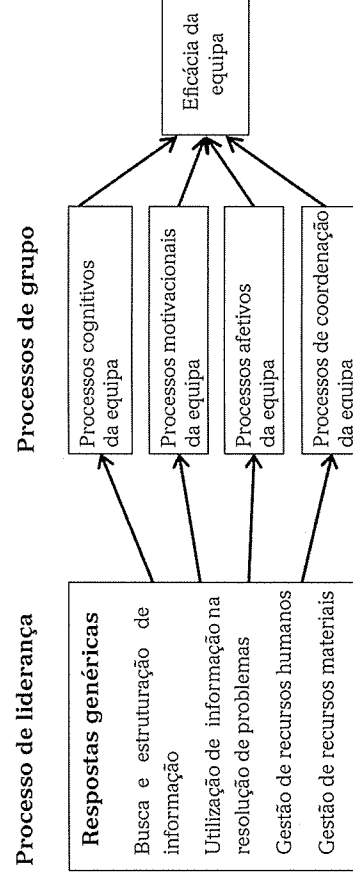 Processo de liderança
Respostas genéricas
Busca e estruturação de
informação
Utilização de informação na
resolução de problemas
Gestão de recursos humanos
Gestão de recursos materiais
Processos de grupo
Processos cognitivos
da equipa
Processos motivacionais
da equipa
Processos afetivos
da equipa
Processos de coordenação
da equipa
Eficácia da
equipa